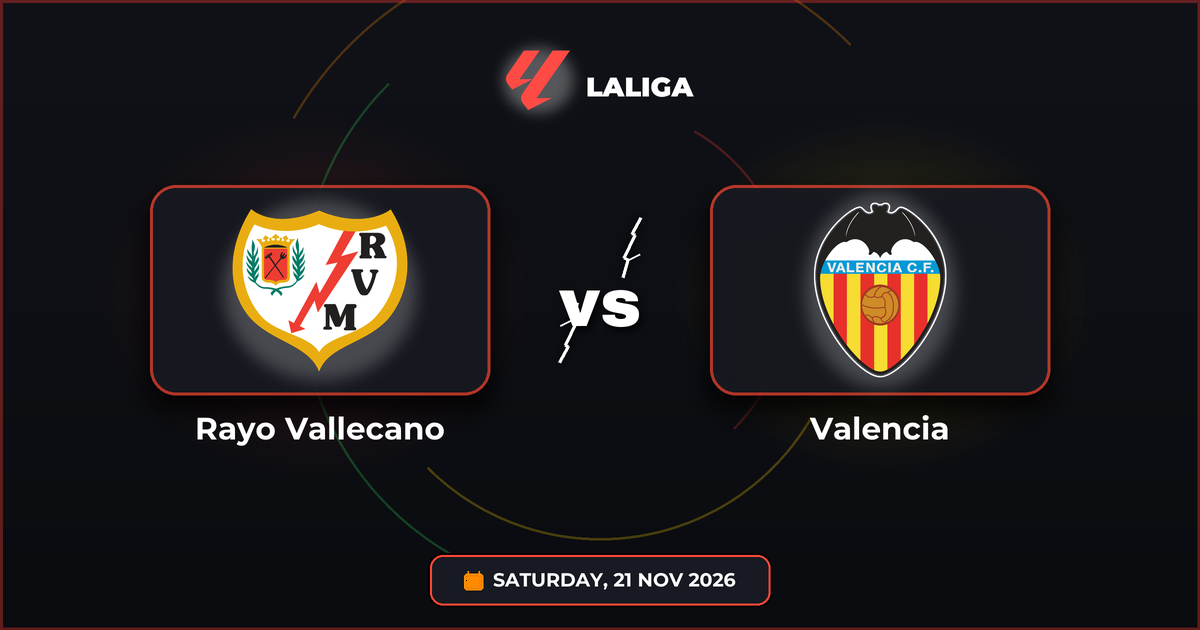 LALIGA
R
V
M
VALENCIA C.F.
VS
Rayo Vallecano
Valencia
SATURDAY, 21 NOV 2026